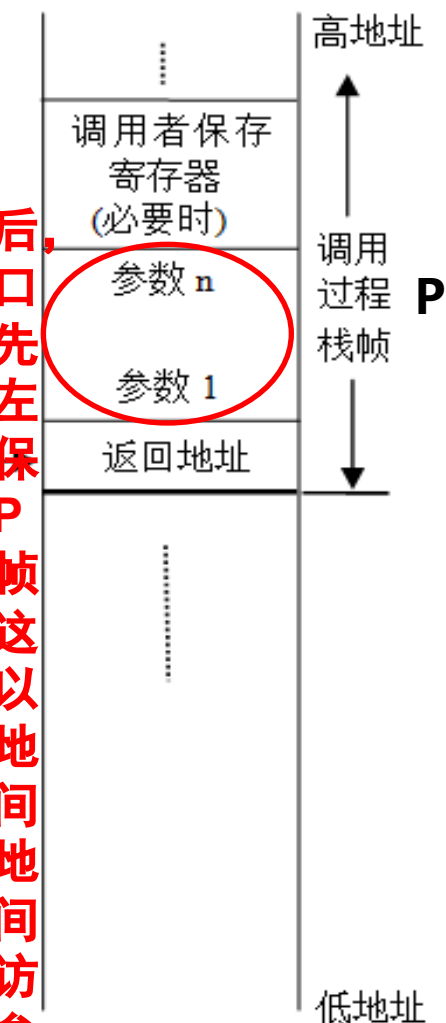 高地址
调用者保存
寄存器
(必要时)
参数 n
参数 1
返回地址
调用
过程
栈帧
P
低地址
后,
口
先
左
保
P
帧
这
以
地
间
地
间
访